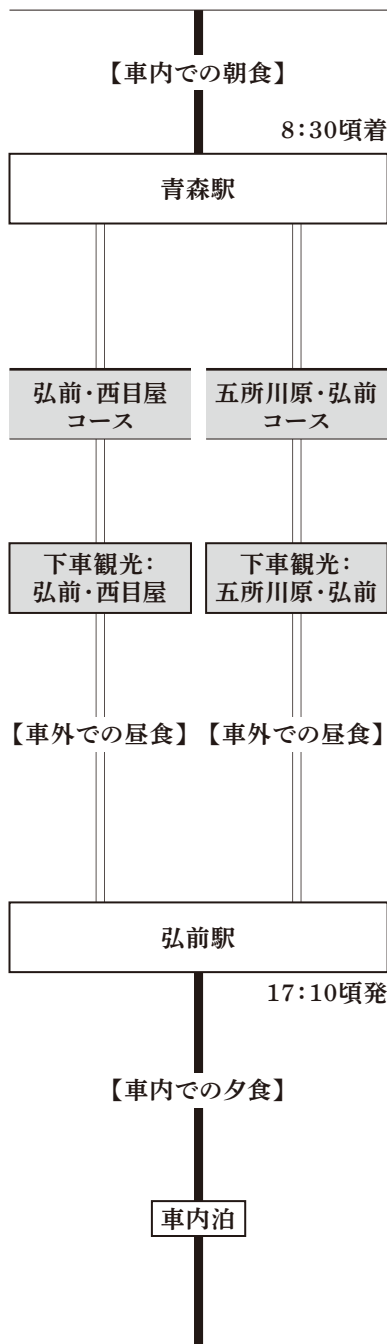 【車内での朝食】
8：30頃着
青森駅
弘前・西目屋
コース
五所川原・弘前
コース
下車観光：
弘前・西目屋
下車観光：
五所川原・弘前
【車外での昼食】
【車外での昼食】
弘前駅
17：10頃発
【車内での夕食】
車内泊